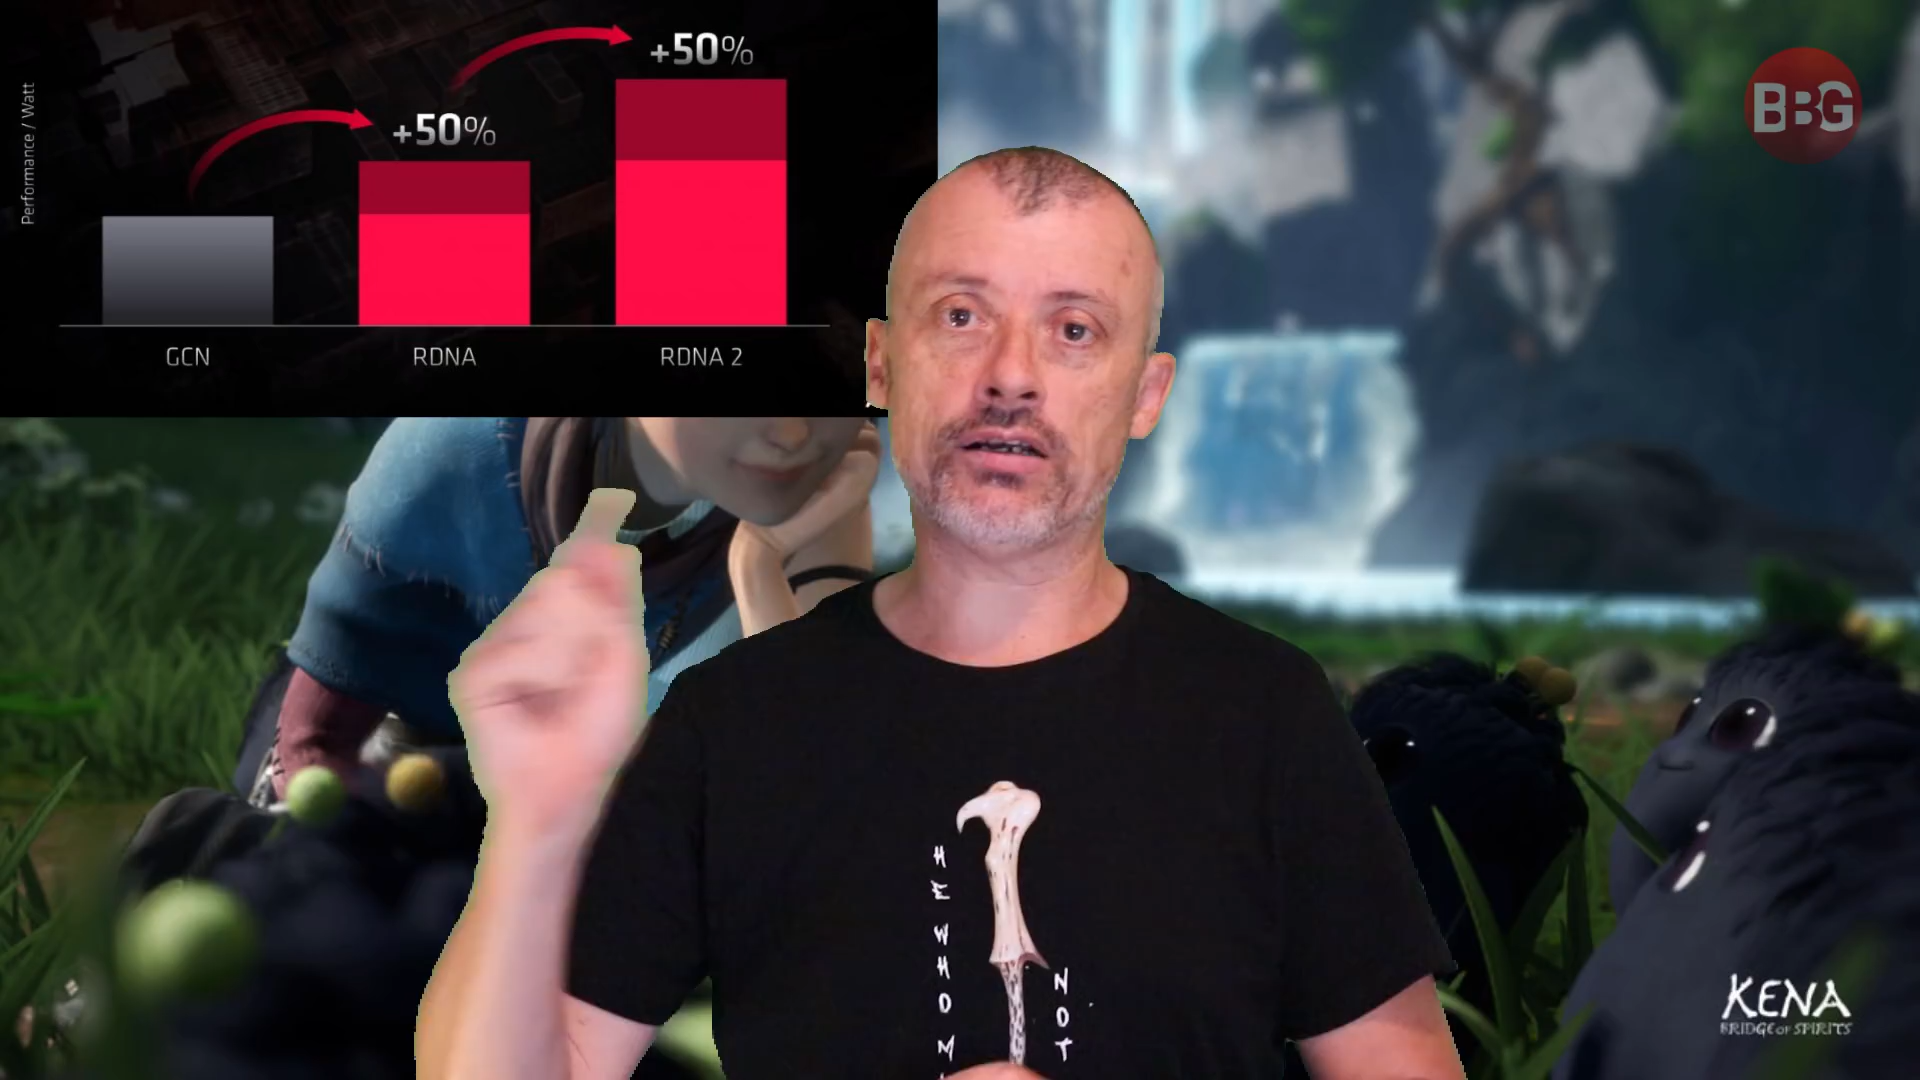 +50%
+50%
Performance / Watt
GCN
RDNA
RDNA 2
BBG
HE WHO M
NOT
KENA
BRIDGE OF SPIRITS